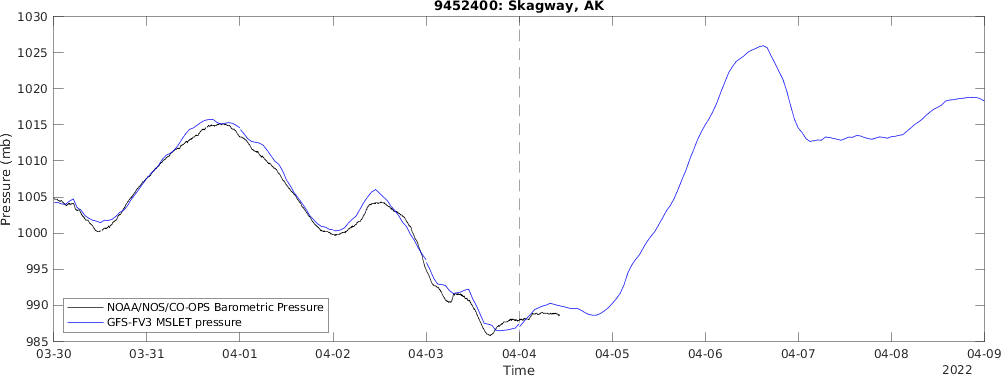 9452400: Skagway, AK
Pressure (mb)
1030
1025
1020
1015
1010
1005
1000
995
990
985
NOAA/NOS/CO-OPS Barometric Pressure
GFS-FV3 MSLET pressure
03-30 03-31 04-01 04-02 04-03 04-04 04-05 04-06 04-07 04-08 04-09
Time
2022